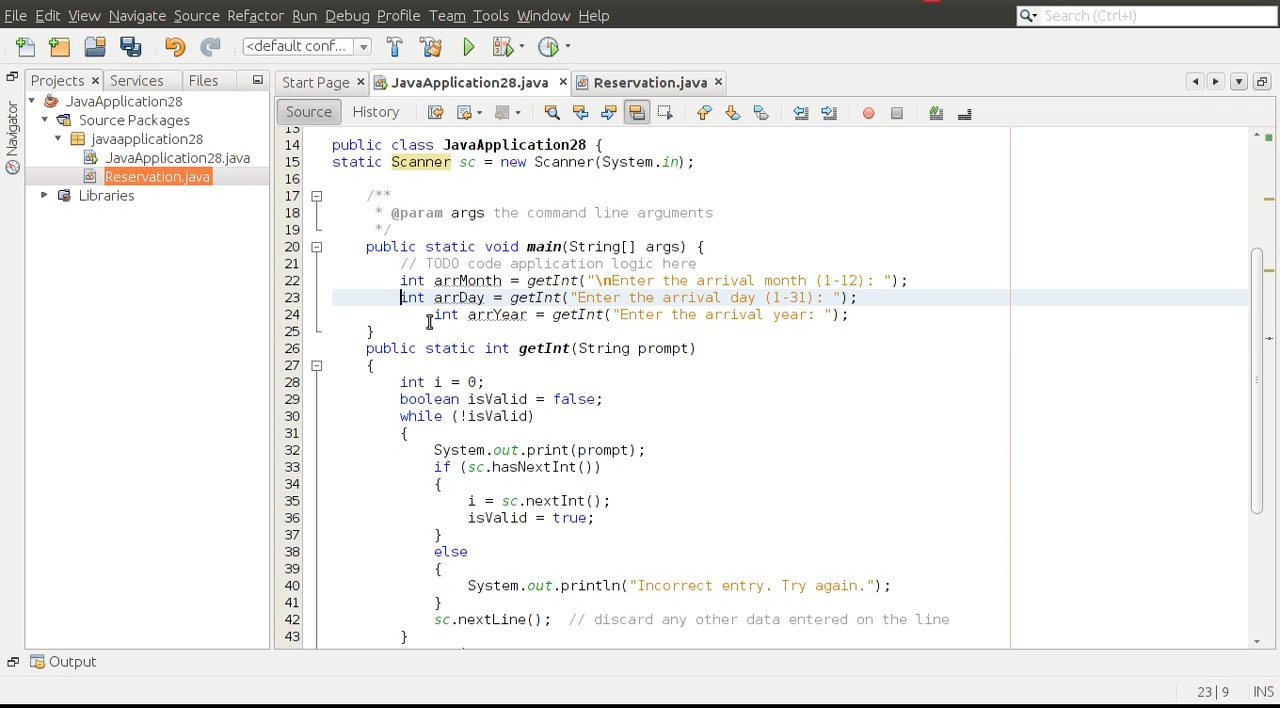 File Edit View Navigate Source Refactor Run Debug Profile Team Tools Window Help
Search (Ctrl+I)
<default conf...
Projects Services Files
Start Page JavaApplication28.java Reservation.java
Source History
Navigator
JavaApplication28
Source Packages
javaapplication28
JavaApplication28.java
Reservation.java
Libraries
13
14 public class JavaApplication28 {
15 static Scanner sc = new Scanner(System.in);
16
17 /**
18 * @param args the command line arguments
19 */
20 public static void main(String[] args) {
21 // TODO code application logic here
22 int arrMonth = getInt("\nEnter the arrival month (1-12): ");
23 int arrDay = getInt("Enter the arrival day (1-31): ");
24 int arrYear = getInt("Enter the arrival year: ");
25 }
26 public static int getInt(String prompt)
27 {
28 int i = 0;
29 boolean isValid = false;
30 while (!isValid)
31 {
32 System.out.print(prompt);
33 if (sc.hasNextInt())
34 {
35 i = sc.nextInt();
36 isValid = true;
37 }
38 else
39 {
40 System.out.println("Incorrect entry. Try again.");
41 }
42 sc.nextLine(); // discard any other data entered on the line
43 }
Output
23|9 INS